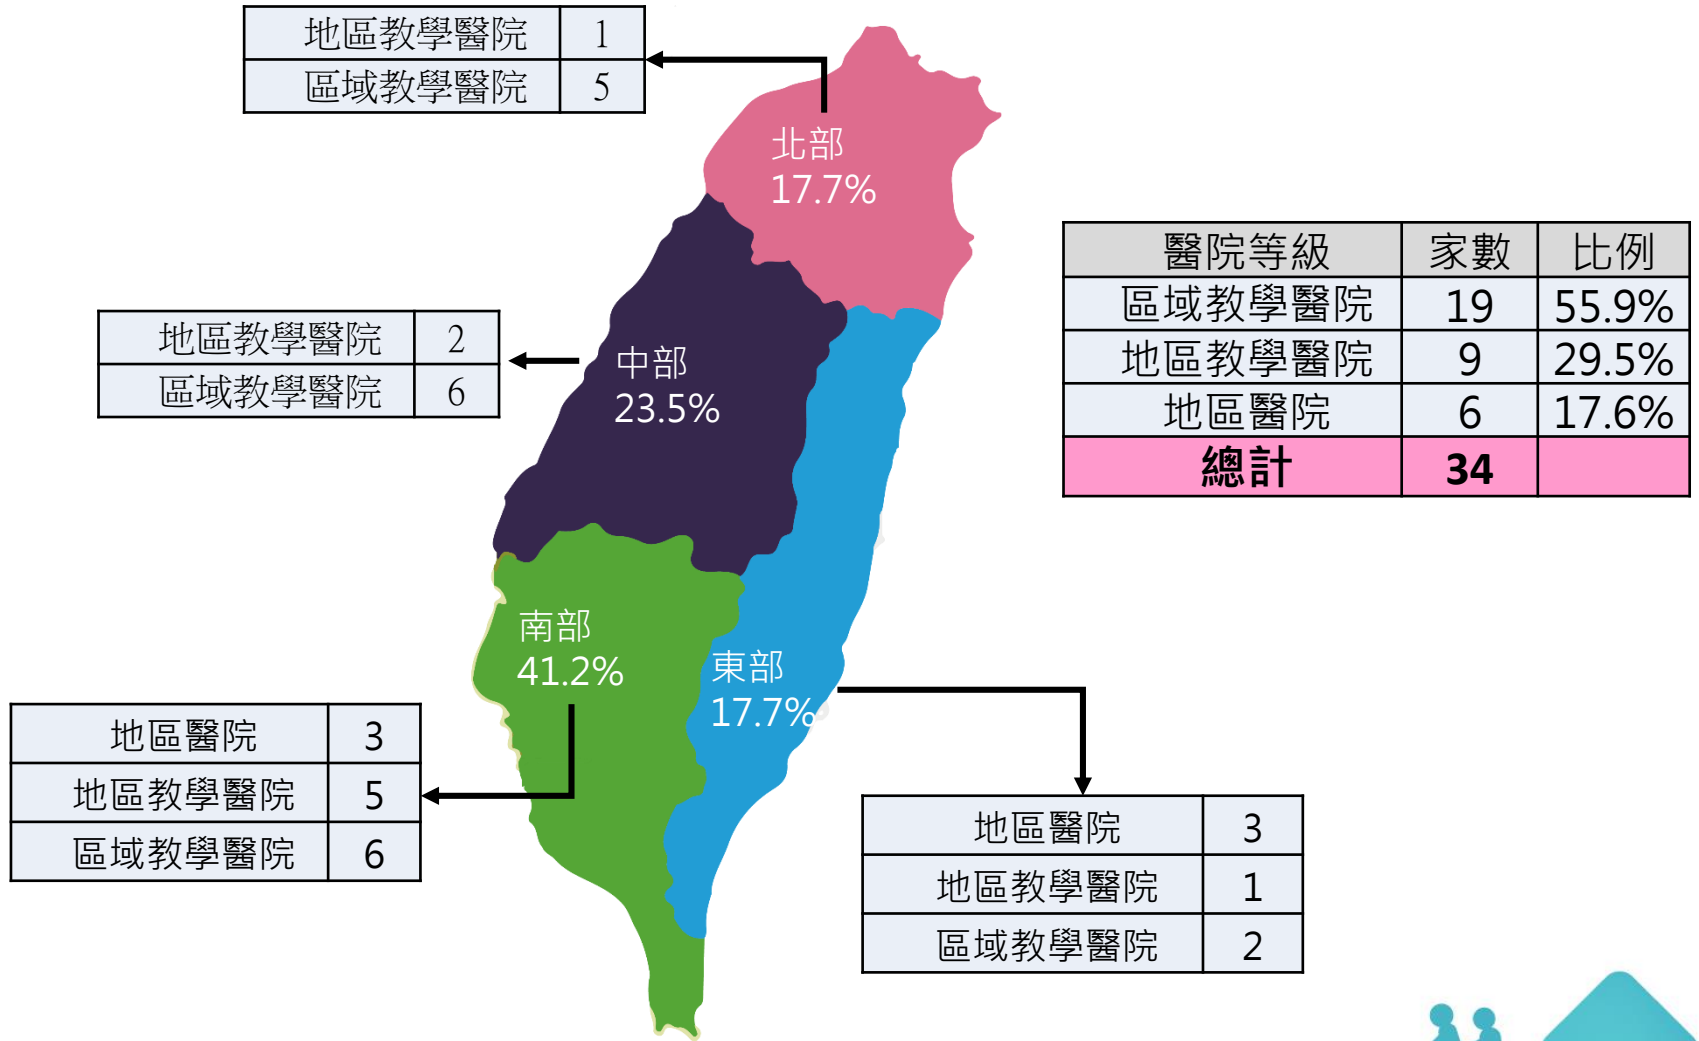 地區教學醫院 1
區域教學醫院 5
北部
17.7%
醫院等級 家數 比例
區域教學醫院 19 55.9%
地區教學醫院 9 29.5%
地區醫院 6 17.6%
總計 34
地區教學醫院 2
區域教學醫院 6
中部
23.5%
南部
41.2%
東部
17.7%
地區醫院 3
地區教學醫院 5
區域教學醫院 6
地區醫院 3
地區教學醫院 1
區域教學醫院 2